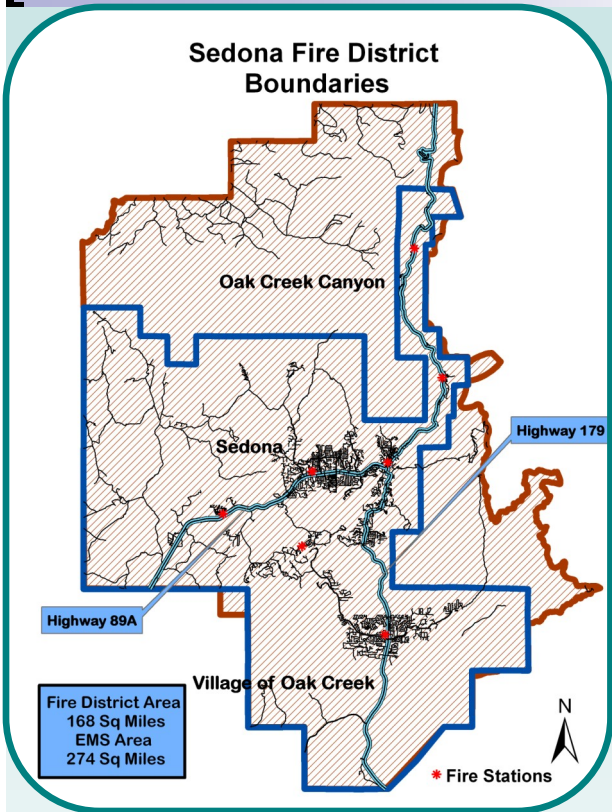 Sedona Fire District
Boundaries
Oak Creek Canyon
Highway 179
Sedona
Highway 89A
Village of Oak Creek
Fire District Area
168 Sq Miles
EMS Area
274 Sq Miles
N
Fire Stations